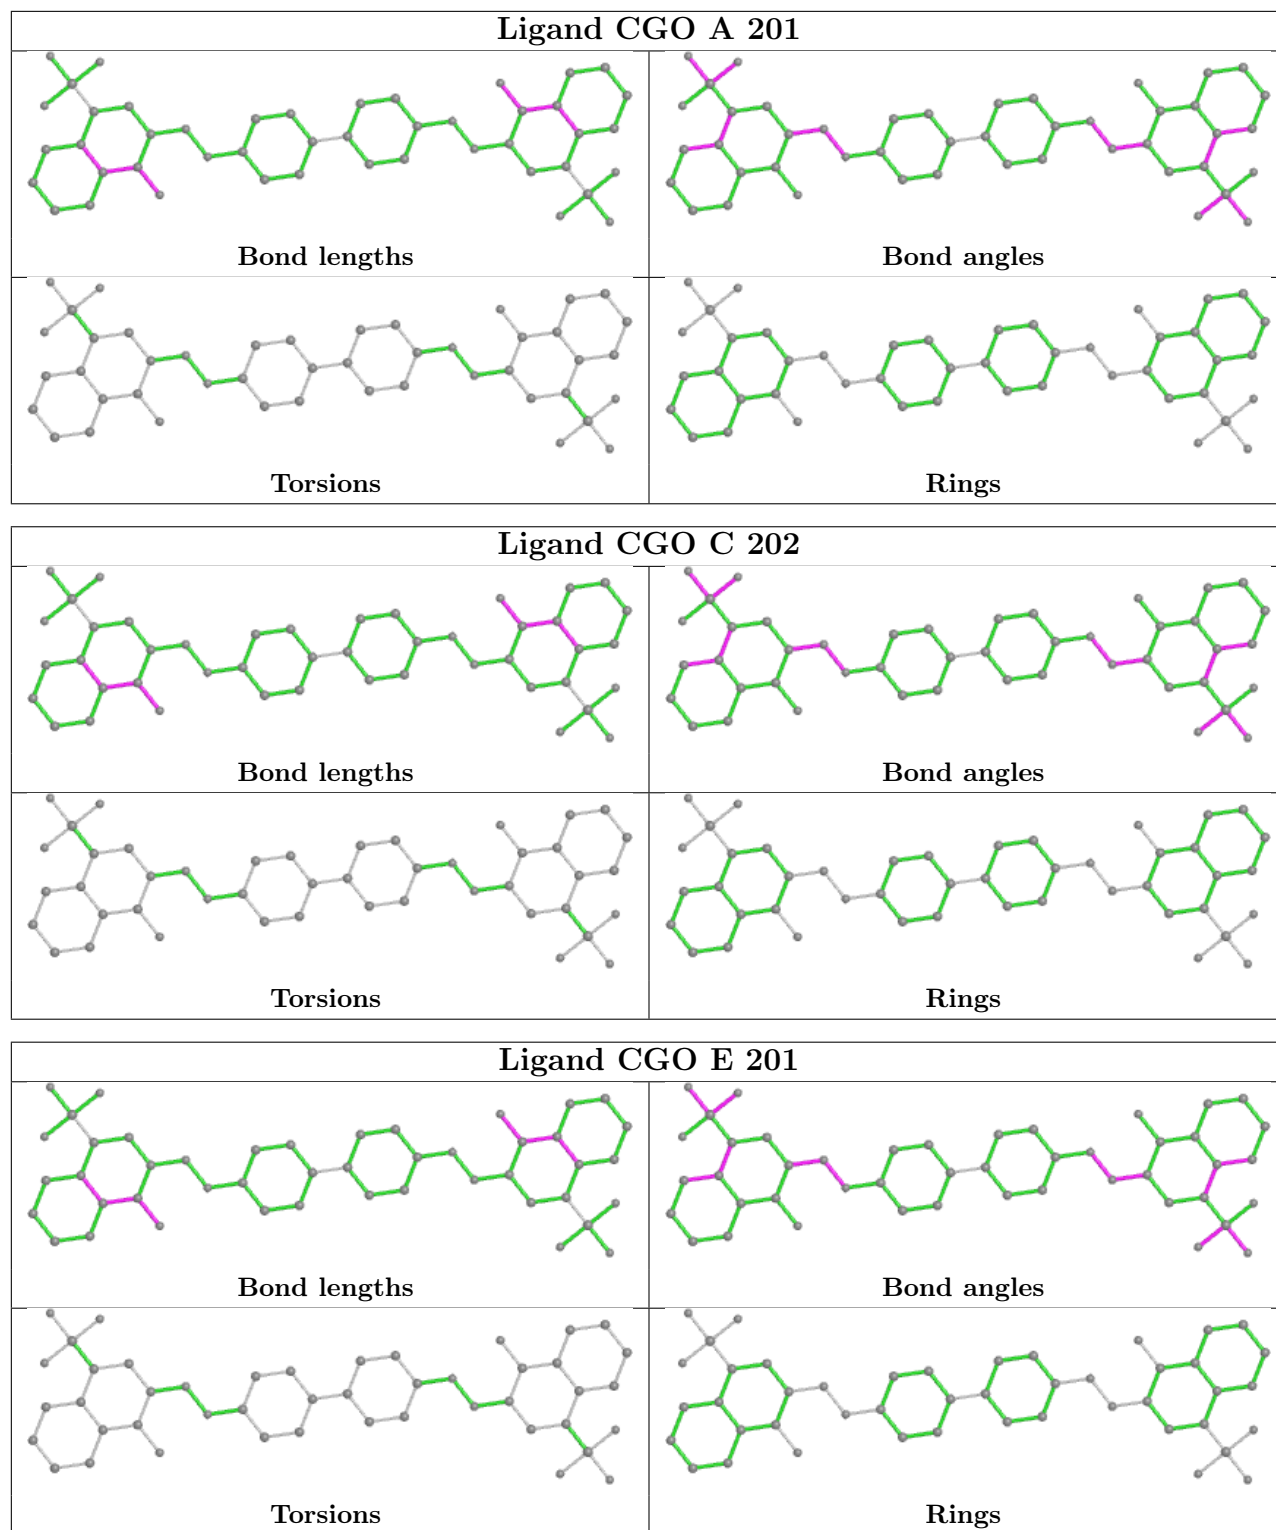 Ligand CGO A 201
Bond lengths
Bond angles
Torsions
Rings
Ligand CGO C 202
Bond lengths
Bond angles
Torsions
Rings
Ligand CGO E 201
Bond lengths
Bond angles
Torsions
Rings